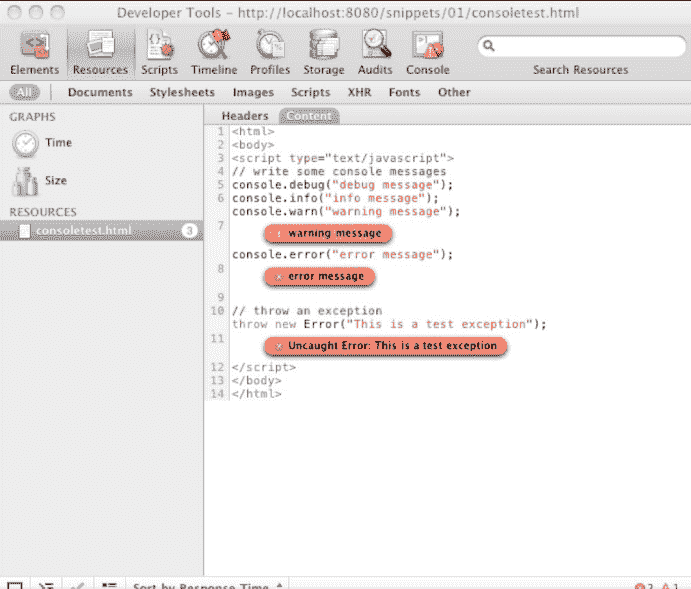 Developer Tools - http://localhost:8080/snippets/01/consoletest.html
Elements Resources Scripts Timeline Profiles Storage Audits Console Search Resources
All Documents Stylesheets Images Scripts XHR Fonts Other
GRAPHS
Time
Size
RESOURCES
consoletest.html 3
Headers Content
1 <html>
2 <body>
3 <script type="text/javascript">
4 // write some console messages
5 console.debug("debug message");
6 console.info("info message");
7 console.warn("warning message");
! warning message
8 console.error("error message");
x error message
9
10 // throw an exception
11 throw new Error("This is a test exception");
x Uncaught Error: This is a test exception
12 </script>
13 </body>
14 </html>
Sort by Response Time 2 1